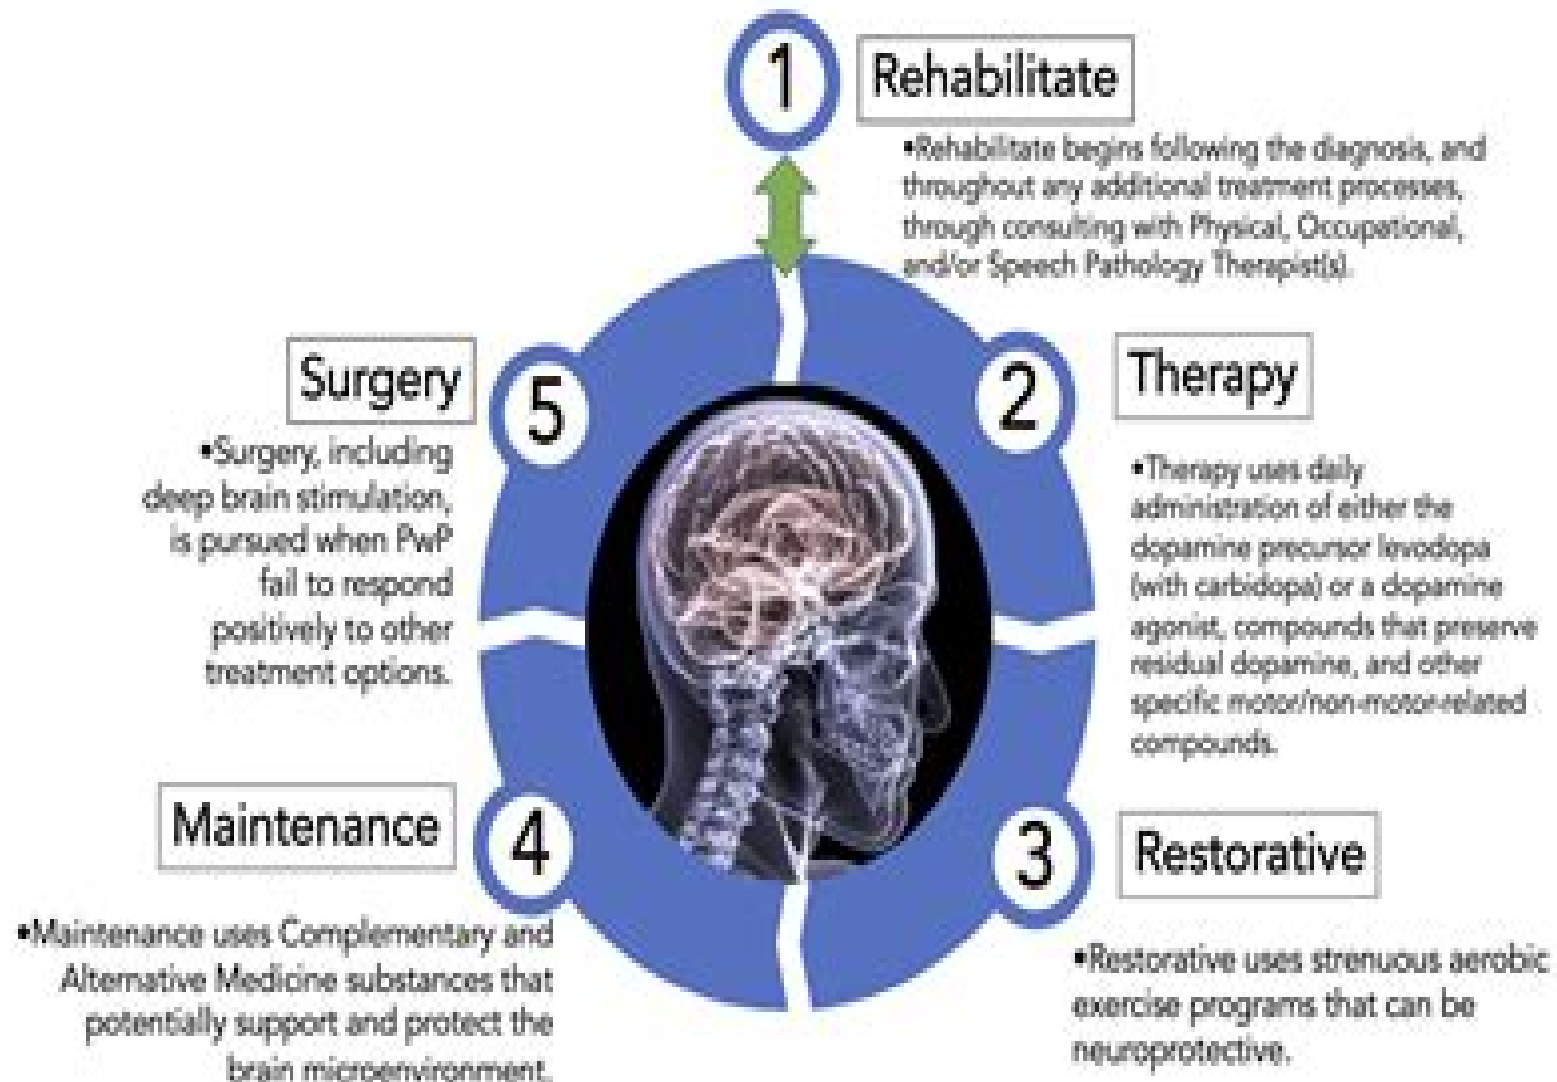 1
Rehabilitate
•Rehabilitate begins following the diagnosis, and
throughout any additional treatment processes,
through consulting with Physical, Occupational,
and/or Speech Pathology Therapist(s).
2
Therapy
•Therapy uses daily
administration of either the
dopamine precursor levodopa
(with carbidopa) or a dopamine
agonist, compounds that preserve
residual dopamine, and other
specific motor/non-motor-related
compounds.
3
Restorative
•Restorative uses strenuous aerobic
exercise programs that can be
neuroprotective.
4
Maintenance
•Maintenance uses Complementary and
Alternative Medicine substances that
potentially support and protect the
brain microenvironment.
5
Surgery
•Surgery, including
deep brain stimulation,
is pursued when PwP
fail to respond
positively to other
treatment options.